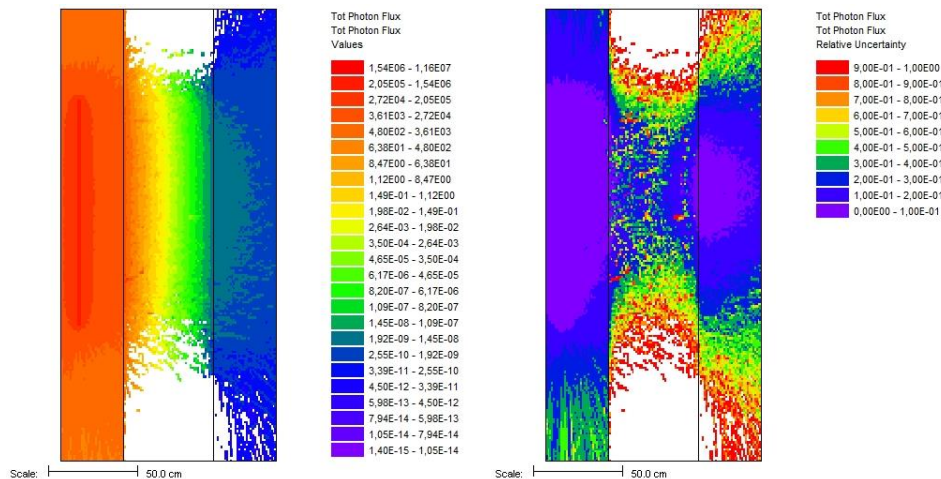 Tot Photon Flux
Tot Photon Flux
Values
1,54E06 - 1,16E07
2,05E05 - 1,54E06
2,72E04 - 2,05E05
3,61E03 - 2,72E04
4,80E02 - 3,61E03
6,38E01 - 4,80E02
8,47E00 - 6,38E01
1,12E00 - 8,47E00
1,49E-01 - 1,12E00
1,98E-02 - 1,49E-01
2,64E-03 - 1,98E-02
3,50E-04 - 2,64E-03
4,65E-05 - 3,50E-04
6,17E-06 - 4,65E-05
8,20E-07 - 6,17E-06
1,09E-07 - 8,20E-07
1,45E-08 - 1,09E-07
1,92E-09 - 1,45E-08
2,55E-10 - 1,92E-09
3,39E-11 - 2,55E-10
4,50E-12 - 3,39E-11
5,98E-13 - 4,50E-12
7,94E-14 - 5,98E-13
1,05E-14 - 7,94E-14
1,40E-15 - 1,05E-14
Scale: 50.0 cm
Tot Photon Flux
Tot Photon Flux
Relative Uncertainty
9,00E-01 - 1,00E00
8,00E-01 - 9,00E-01
7,00E-01 - 8,00E-01
6,00E-01 - 7,00E-01
5,00E-01 - 6,00E-01
4,00E-01 - 5,00E-01
3,00E-01 - 4,00E-01
2,00E-01 - 3,00E-01
1,00E-01 - 2,00E-01
0,00E00 - 1,00E-01
Scale: 50.0 cm